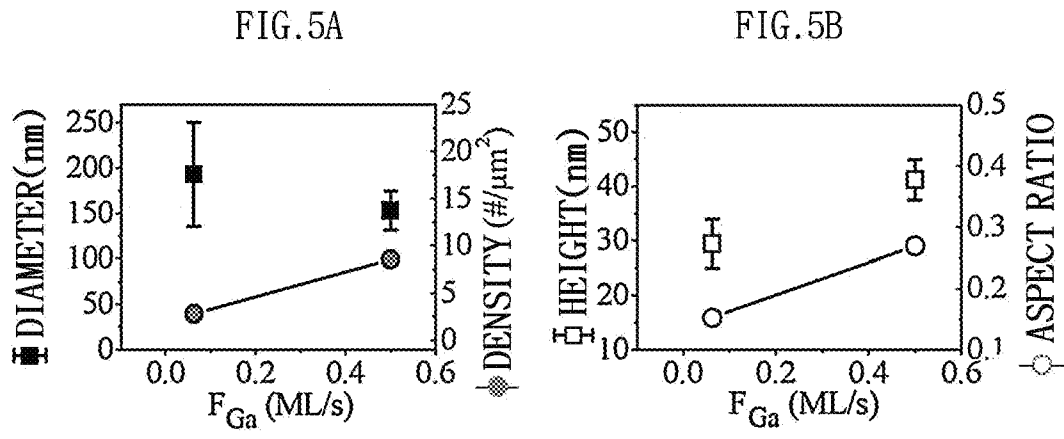 FIG.5A
FIG.5B
DIAMETER(nm)
250
200
150
100
50
0
25
20
15
10
5
0
DENSITY (#/μm²)
0.0 0.2 0.4 0.6
F_Ga (ML/s)
HEIGHT(nm)
50
40
30
20
10
0.5
0.4
0.3
0.2
0.1
ASPECT RATIO
0.0 0.2 0.4 0.6
F_Ga (ML/s)